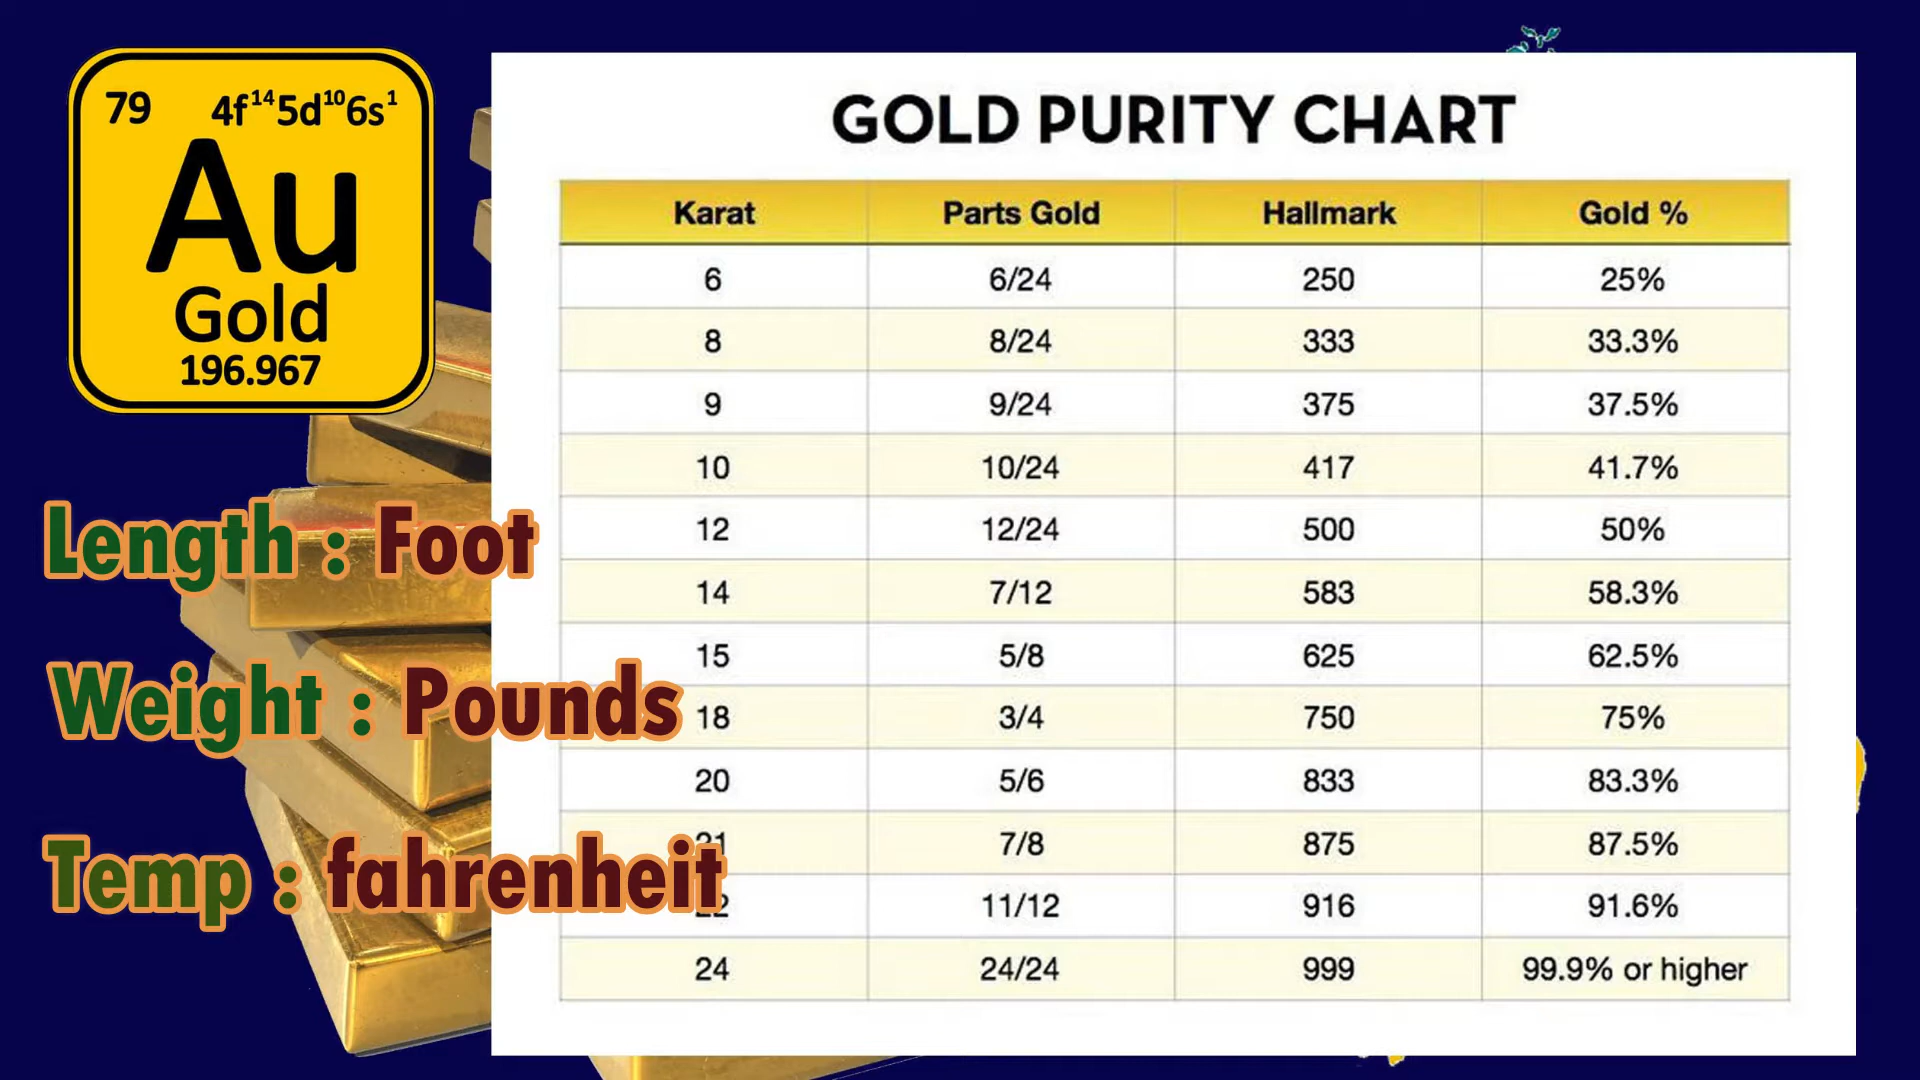 79 4f¹⁴5d¹⁰6s¹
Au
Gold
196.967
Length : Foot
Weight : Pounds
Temp : fahrenheit
GOLD PURITY CHART
Karat Parts Gold Hallmark Gold %
6 6/24 250 25%
8 8/24 333 33.3%
9 9/24 375 37.5%
10 10/24 417 41.7%
12 12/24 500 50%
14 7/12 583 58.3%
15 5/8 625 62.5%
18 3/4 750 75%
20 5/6 833 83.3%
21 7/8 875 87.5%
22 11/12 916 91.6%
24 24/24 999 99.9% or higher